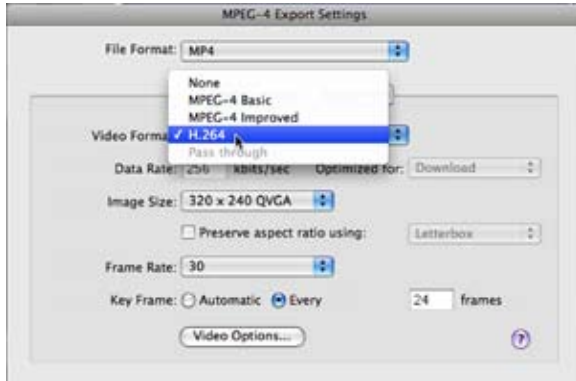 MPEG-4 Export Settings
File Format: MP4
None
MPEG-4 Basic
MPEG-4 Improved
Video Format ✓ H.264
Pass through
Data Rate: 256 kbits/sec Optimized for: Download
Image Size: 320 x 240 QVGA
Preserve aspect ratio using: Letterbox
Frame Rate: 30
Key Frame: Automatic Every 24 frames
Video Options... ?